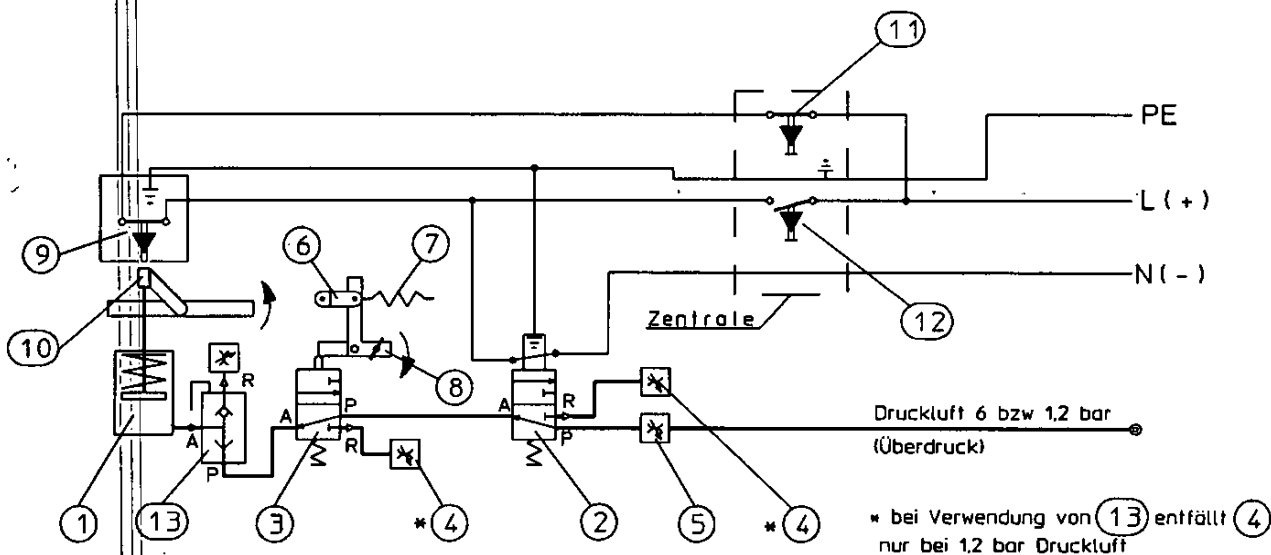 11
PE
L (+)
9
6
7
N (-)
Zentrale
12
10
8
R
A
P
A
P
R
A
R
P
Druckluft 6 bzw 1,2 bar
(Überdruck)
1
13
3
* 4
2
5
* 4
* bei Verwendung von 13 entfällt 4
nur bei 1,2 bar Druckluft